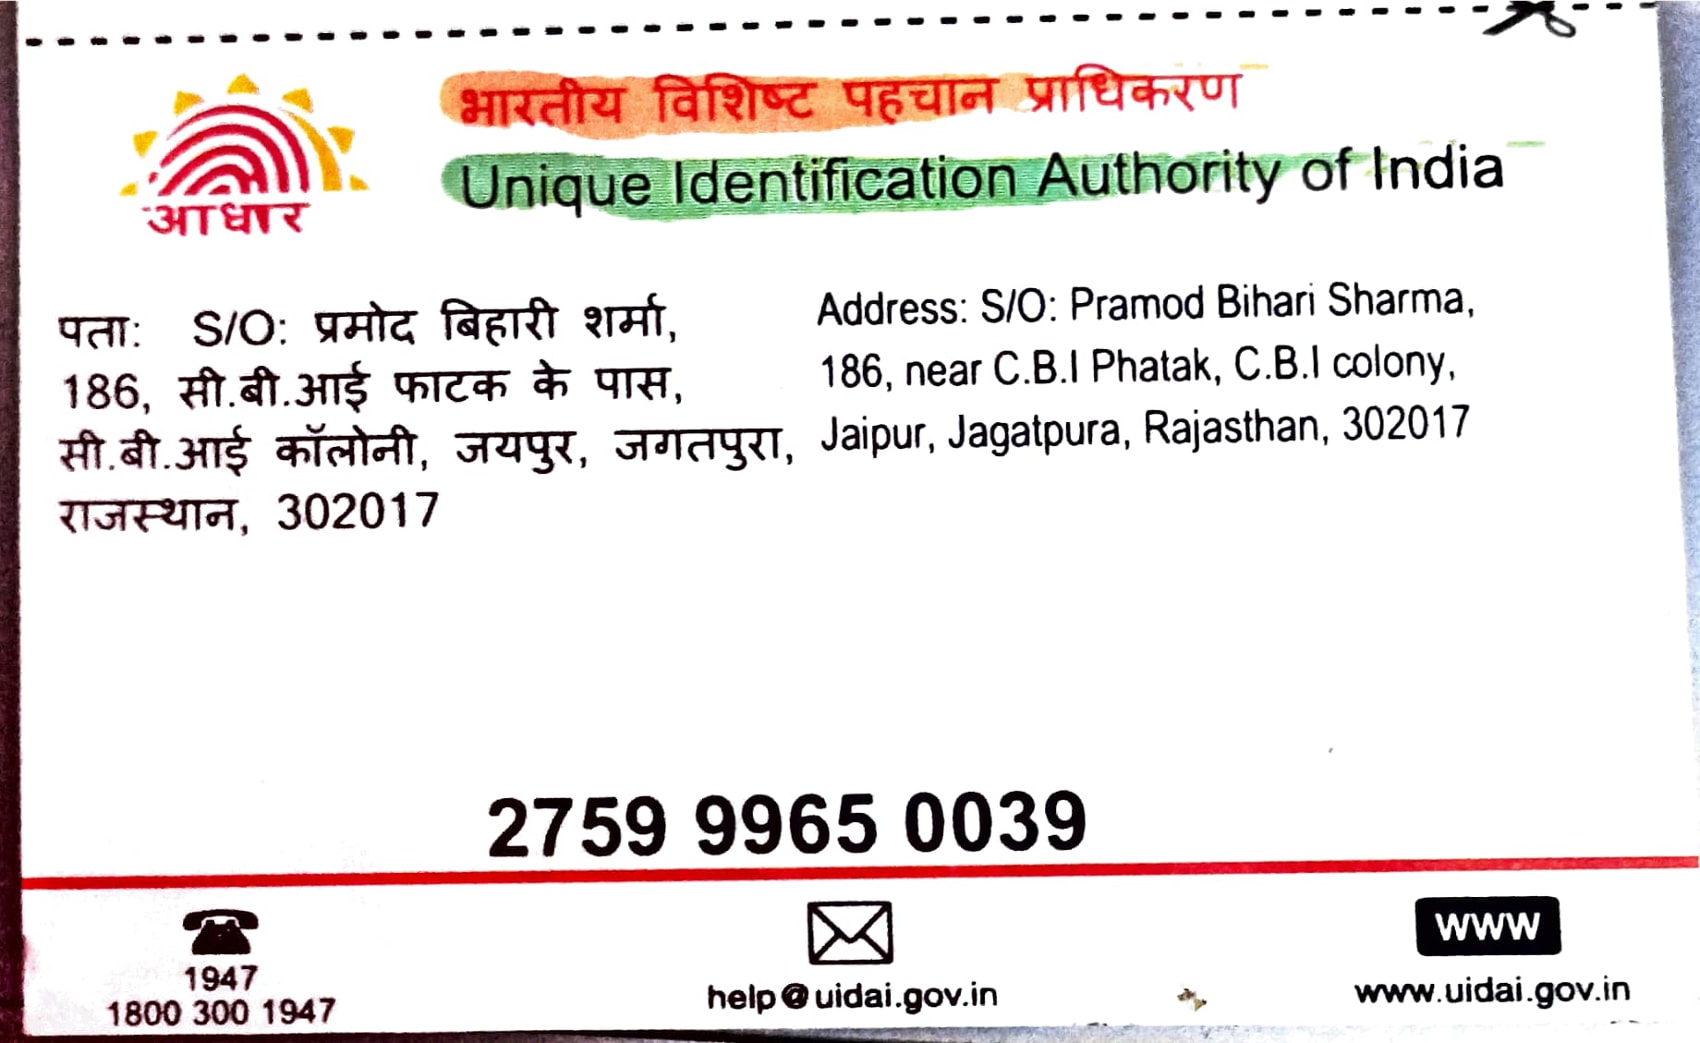 भारतीय विशिष्ट पहचान प्राधिकरण
Unique Identification Authority of India
आधार
पता: S/O: प्रमोद बिहारी शर्मा,
186, सी.बी.आई फाटक के पास,
सी.बी.आई कॉलोनी, जयपुर, जगतपुरा,
राजस्थान, 302017
Address: S/O: Pramod Bihari Sharma,
186, near C.B.I Phatak, C.B.I colony,
Jaipur, Jagatpura, Rajasthan, 302017
2759 9965 0039
1947
1800 300 1947
help@uidai.gov.in
WWW
www.uidai.gov.in